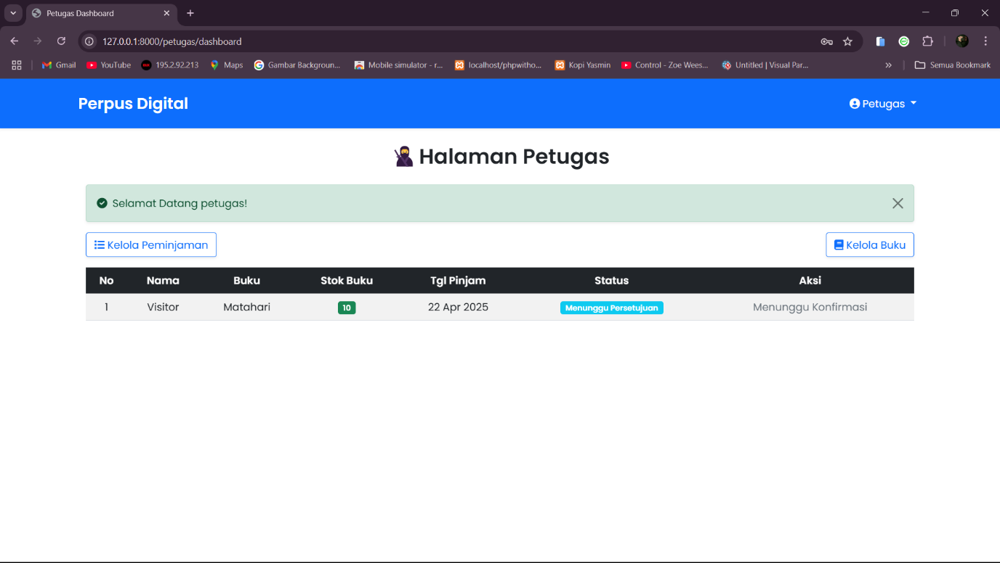 Petugas Dashboard
127.0.0.1:8000/petugas/dashboard
Gmail YouTube 195.2.92.213 Maps Gambar Backgroun... Mobile simulator - r... localhost/phpwitho... Kopi Yasmin Control - Zoe Wees... Untitled | Visual Par... » Semua Bookmark
Perpus Digital Petugas
Halaman Petugas
Selamat Datang petugas!
Kelola Peminjaman Kelola Buku
No Nama Buku Stok Buku Tgl Pinjam Status Aksi
1 Visitor Matahari 10 22 Apr 2025 Menunggu Persetujuan Menunggu Konfirmasi